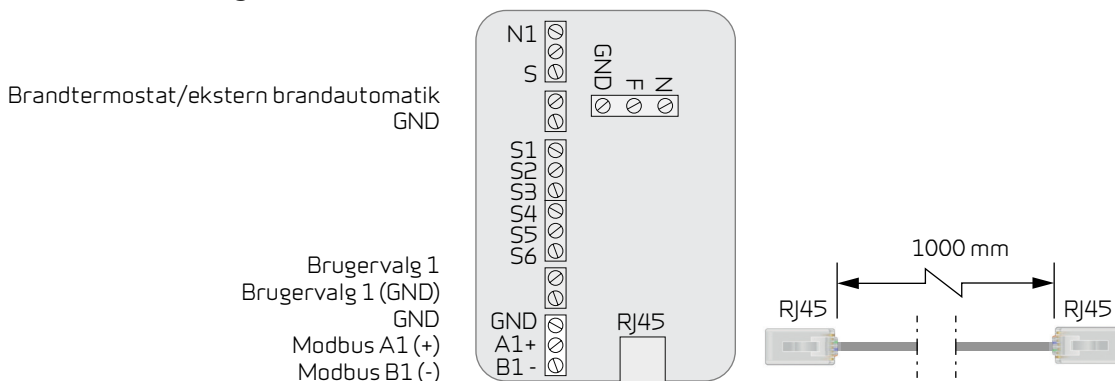 N1
S
GND
F
N
Brandtermostat/ekstern brandautomatik
GND
S1
S2
S3
S4
S5
S6
Brugervalg 1
Brugervalg 1 (GND)
GND
Modbus A1 (+)
Modbus B1 (-)
GND
A1+
B1 -
RJ45
1000 mm
RJ45
RJ45